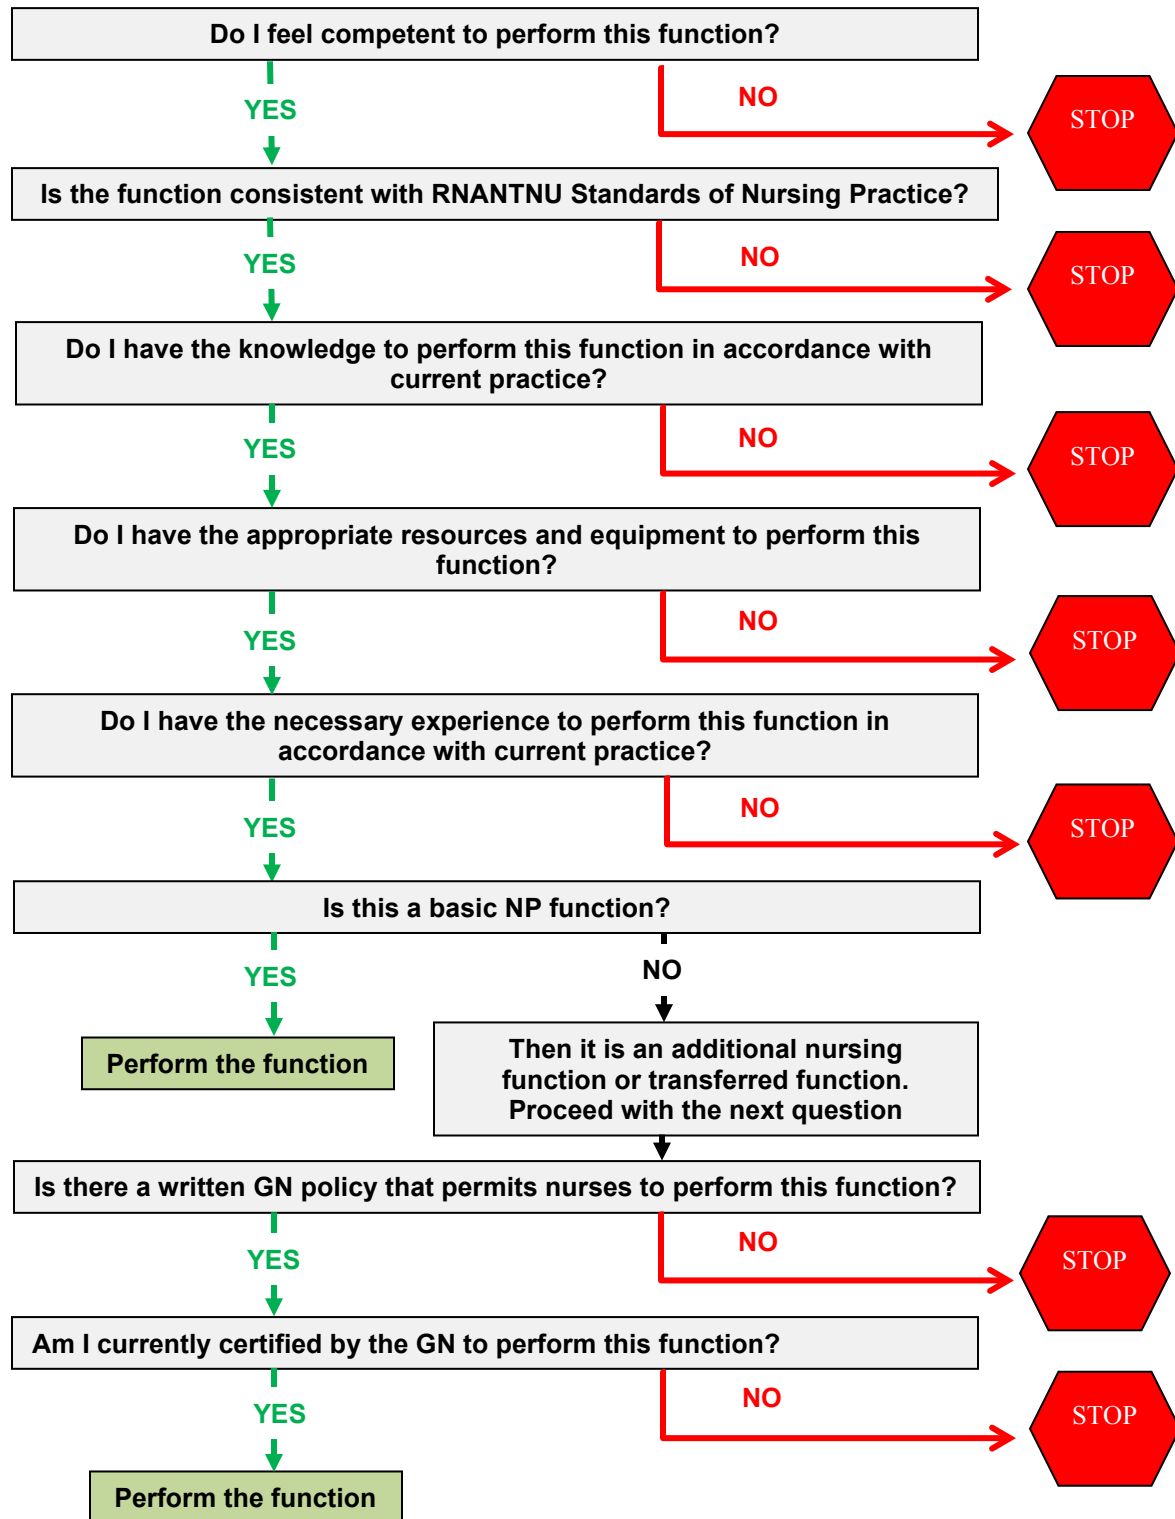 Do I feel competent to perform this function?
YES
NO
STOP
Is the function consistent with RNANTNU Standards of Nursing Practice?
YES
NO
STOP
Do I have the knowledge to perform this function in accordance with
current practice?
YES
NO
STOP
Do I have the appropriate resources and equipment to perform this
function?
YES
NO
STOP
Do I have the necessary experience to perform this function in
accordance with current practice?
YES
NO
STOP
Is this a basic NP function?
YES
NO
Perform the function
Then it is an additional nursing
function or transferred function.
Proceed with the next question
Is there a written GN policy that permits nurses to perform this function?
YES
NO
STOP
Am I currently certified by the GN to perform this function?
YES
NO
STOP
Perform the function